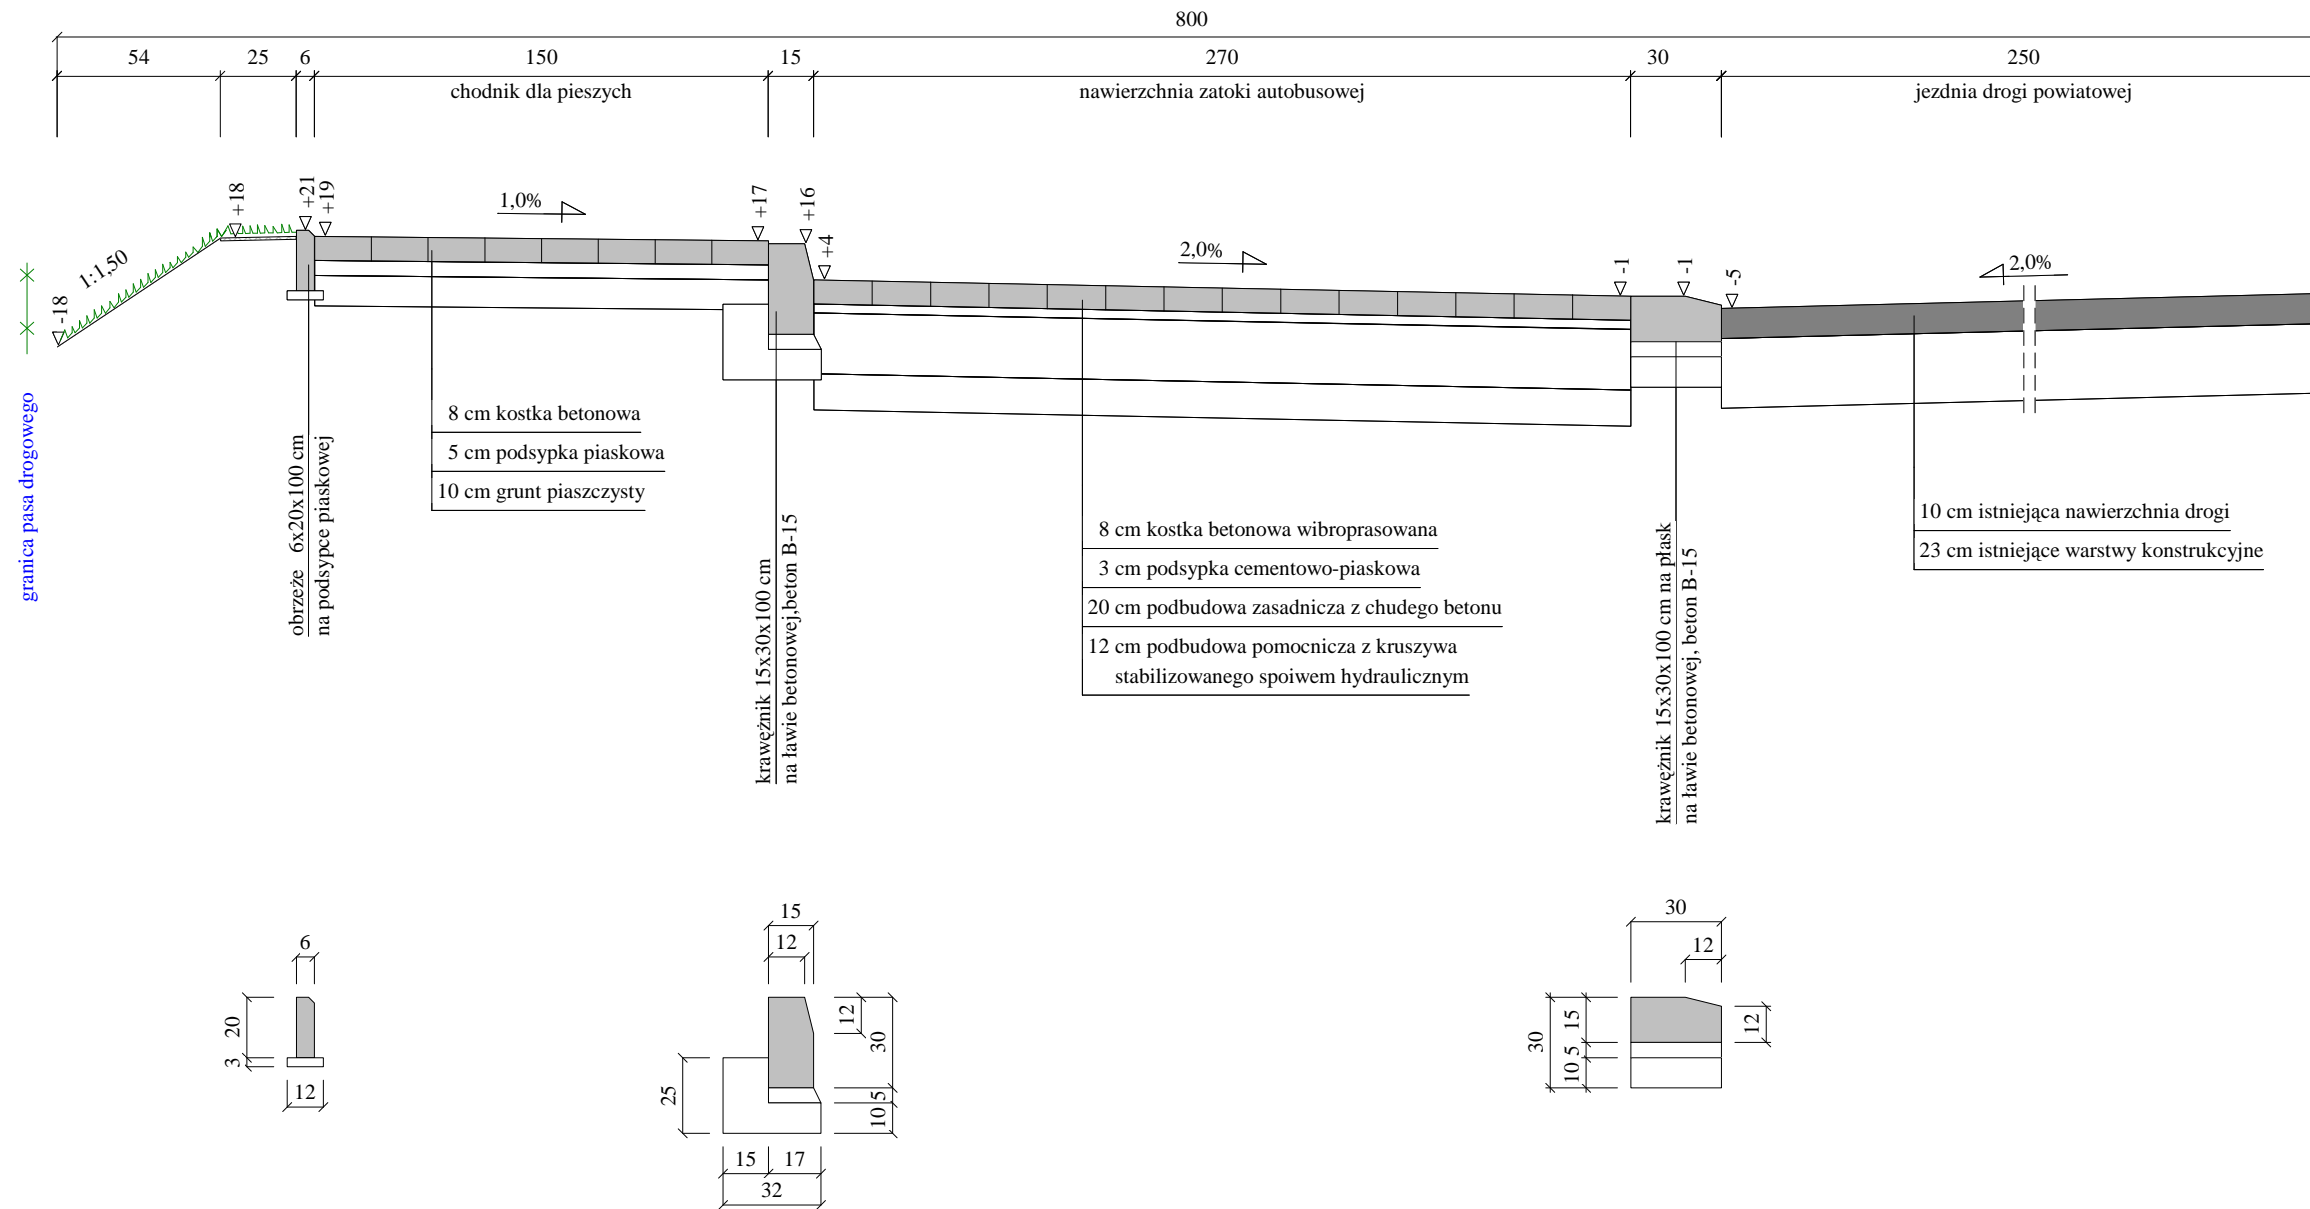 800
54 25 6 150 15 270 30 250
chodnik dla pieszych nawierzchnia zatoki autobusowej jezdnia drogi powiatowej
-18
1:1,50
+18
+21
+19
1,0%
+17
+16
+4
2,0%
-1
-1
-5
2,0%
granica pasa drogowego
obrzeże 6x20x100 cm
na podsypce piaskowej
8 cm kostka betonowa
5 cm podsypka piaskowa
10 cm grunt piaszczysty
krawężnik 15x30x100 cm
na ławie betonowej,beton B-15
8 cm kostka betonowa wibroprasowana
3 cm podsypka cementowo-piaskowa
20 cm podbudowa zasadnicza z chudego betonu
12 cm podbudowa pomocnicza z kruszywa
stabilizowanego spoiwem hydraulicznym
krawężnik 15x30x100 cm na płask
na ławie betonowej, beton B-15
10 cm istniejąca nawierzchnia drogi
23 cm istniejące warstwy konstrukcyjne
6
20
3
12
15
12
12
30
5
10
25
15 17
32
30
12
30
15
5
10
12